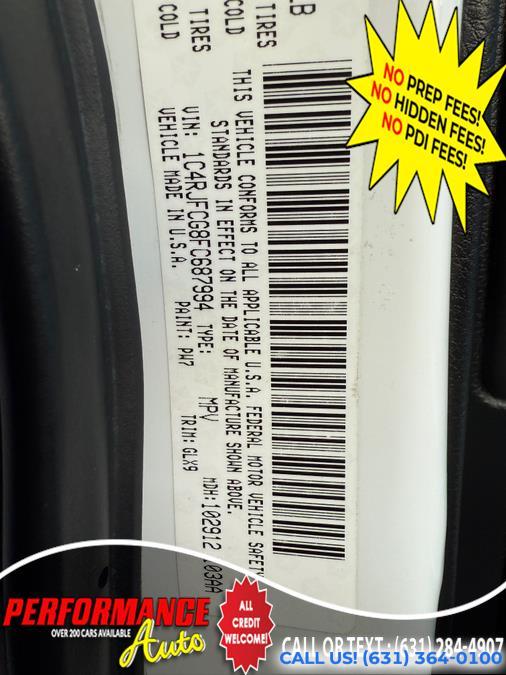 LB
TIRES
COLD
TIRES
COLD
THIS VEHICLE CONFORMS TO ALL APPLICABLE U.S.A. FEDERAL MOTOR VEHICLE SAFETY
STANDARDS IN EFFECT ON THE DATE OF MANUFACTURE SHOWN ABOVE.
VIN: 1C4RJFCG8FC687994 TYPE: MPV MDH:102912 103AA
VEHICLE MADE IN U.S.A. PAINT: PW7 TRIM: GLX9
NO PREP FEES!
NO HIDDEN FEES!
NO PDI FEES!
PERFORMANCE
OVER 200 CARS AVAILABLE
Auto
ALL
CREDIT
WELCOME!
CALL OR TEXT : (631) 284-4907
CALL US! (631) 364-0100